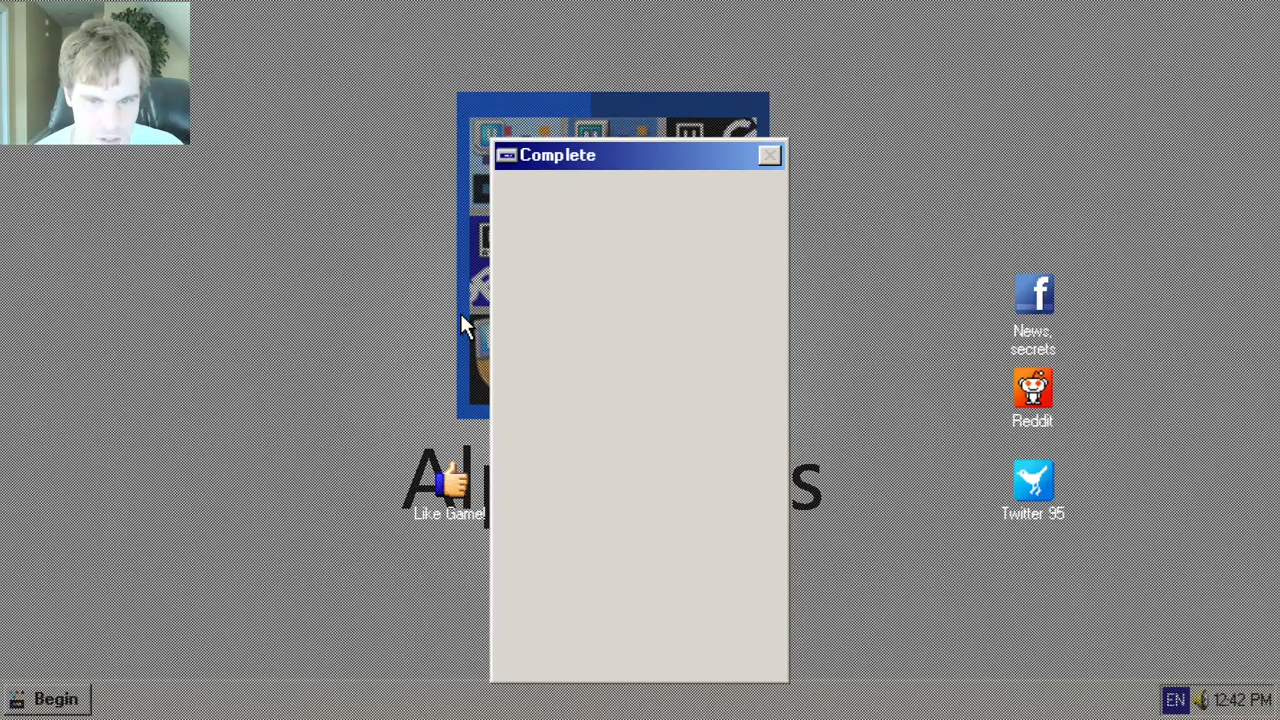 Complete
News,
secrets
Reddit
Like Game!
Twitter 95
Begin
EN
12:42 PM